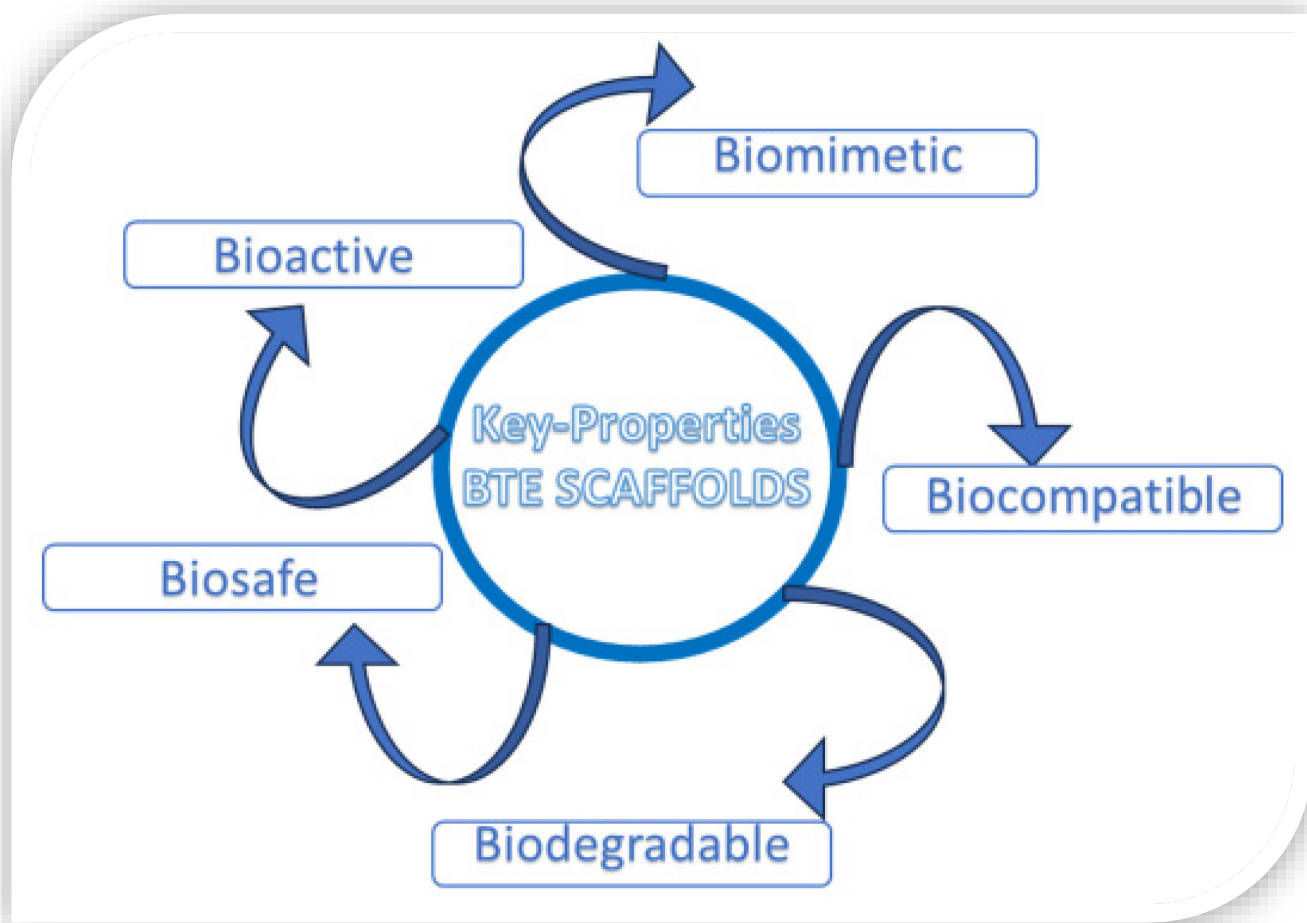 Biomimetic
Bioactive
Key-Properties
BTE SCAFFOLDS
Biocompatible
Biosafe
Biodegradable